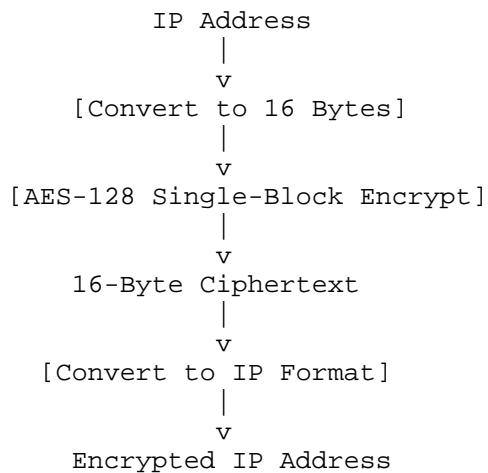 IP Address
|
v
[Convert to 16 Bytes]
|
v
[AES-128 Single-Block Encrypt]
|
v
16-Byte Ciphertext
|
v
[Convert to IP Format]
|
v
Encrypted IP Address